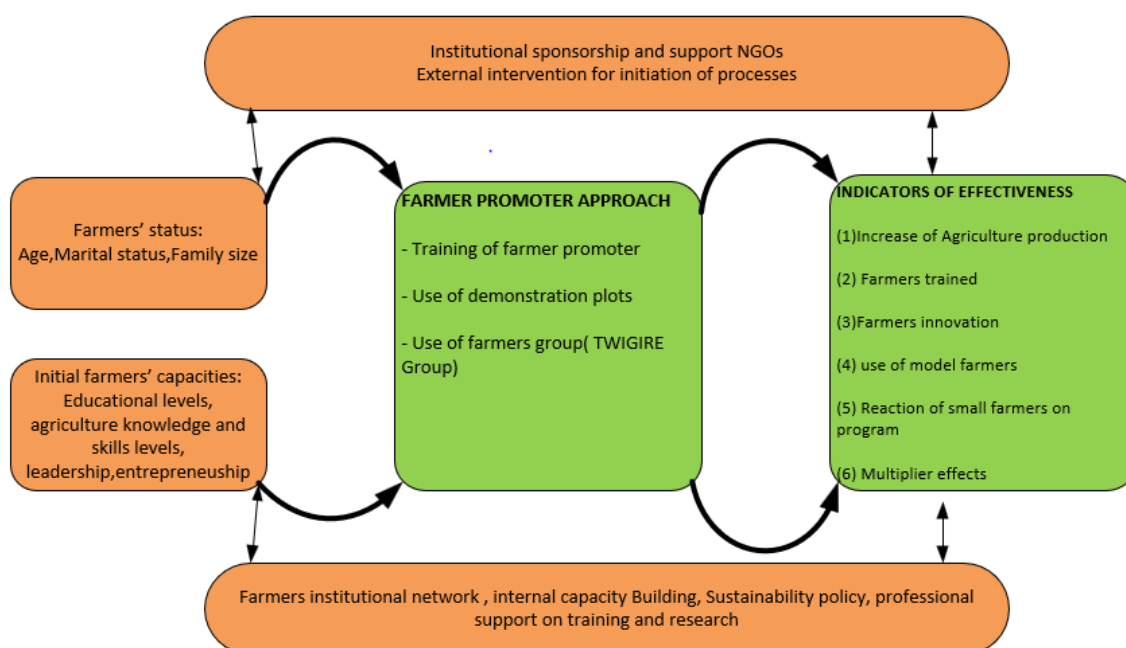 Institutional sponsorship and support NGOs
External intervention for initiation of processes
Farmers’ status:
Age,Marital status,Family size
Initial farmers’ capacities:
Educational levels,
agriculture knowledge and
skills levels,
leadership,entrepreneuship
FARMER PROMOTER APPROACH
- Training of farmer promoter
- Use of demonstration plots
- Use of farmers group( TWIGIRE
Group)
INDICATORS OF EFFECTIVENESS
(1)Increase of Agriculture production
(2) Farmers trained
(3)Farmers innovation
(4) use of model farmers
(5) Reaction of small farmers on
program
(6) Multiplier effects
Farmers institutional network , internal capacity Building, Sustainability policy, professional
support on training and research